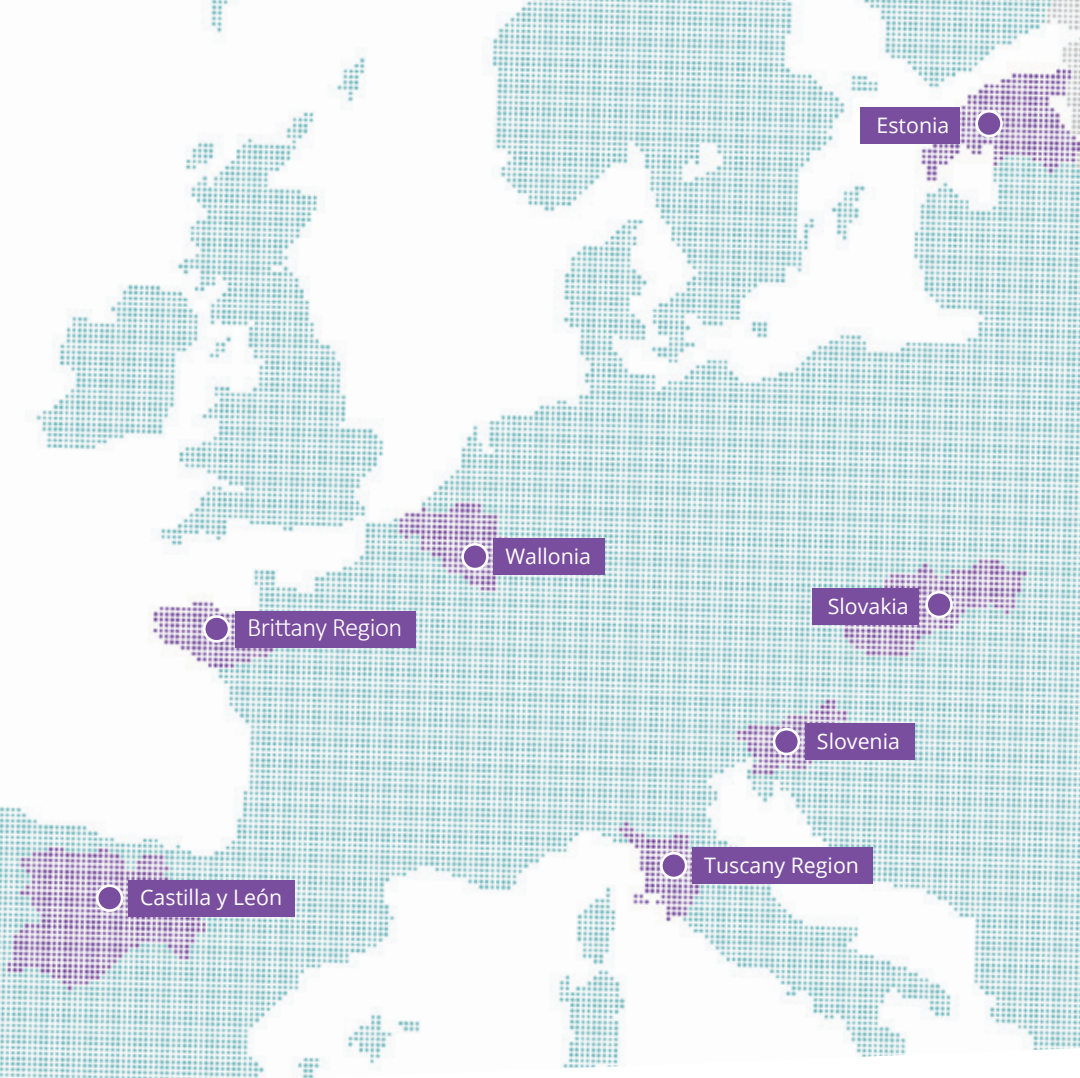 Estonia
Wallonia
Slovakia
Brittany Region
Slovenia
Tuscany Region
Castilla y León